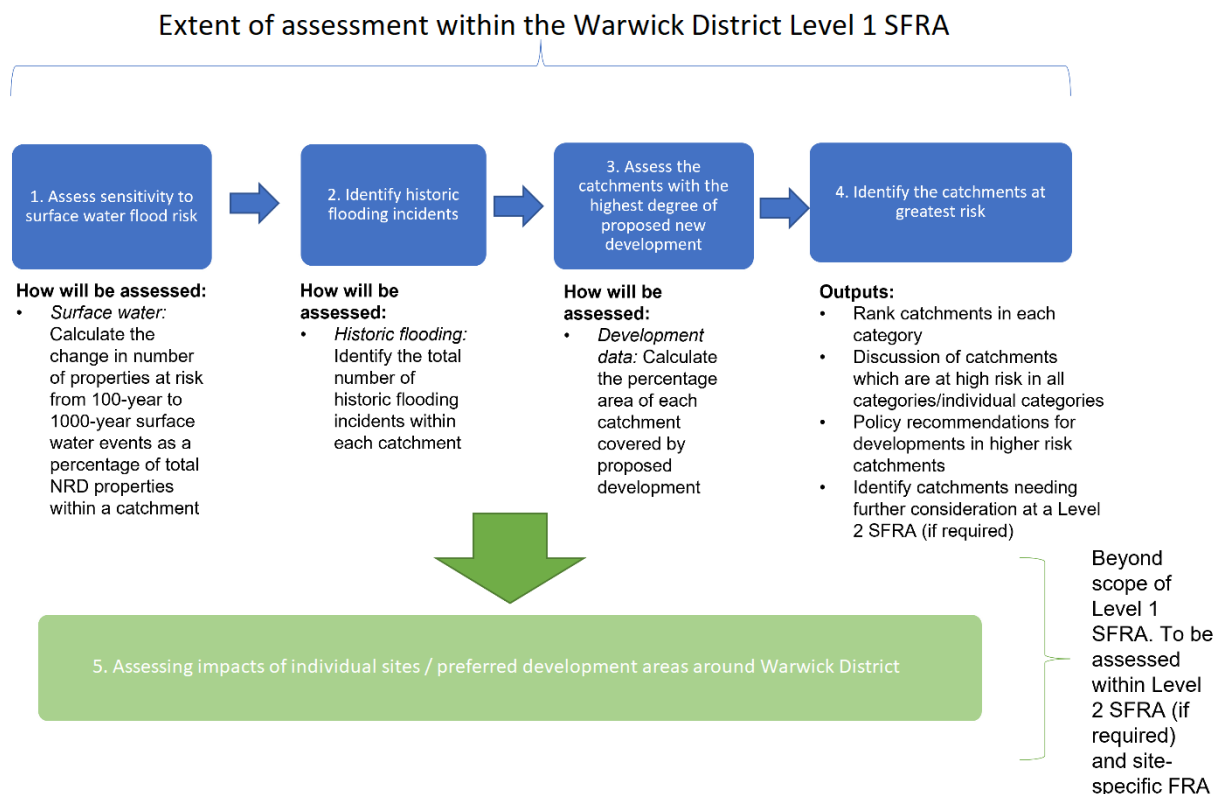 Extent of assessment within the Warwick District Level 1 SFRA
1. Assess sensitivity to
surface water flood risk
2. Identify historic
flooding incidents
3. Assess the
catchments with the
highest degree of
proposed new
development
4. Identify the catchments at
greatest risk
How will be assessed:
• Surface water:
Calculate the
change in number
of properties at risk
from 100-year to
1000-year surface
water events as a
percentage of total
NRD properties
within a catchment
How will be
assessed:
• Historic flooding:
Identify the total
number of
historic flooding
incidents within
each catchment
How will be
assessed:
• Development
data: Calculate
the percentage
area of each
catchment
covered by
proposed
development
Outputs:
• Rank catchments in each
category
• Discussion of catchments
which are at high risk in all
categories/individual categories
• Policy recommendations for
developments in higher risk
catchments
• Identify catchments needing
further consideration at a Level
2 SFRA (if required)
5. Assessing impacts of individual sites / preferred development areas around Warwick District
Beyond
scope of
Level 1
SFRA. To be
assessed
within Level
2 SFRA (if
required)
and site-
specific FRA